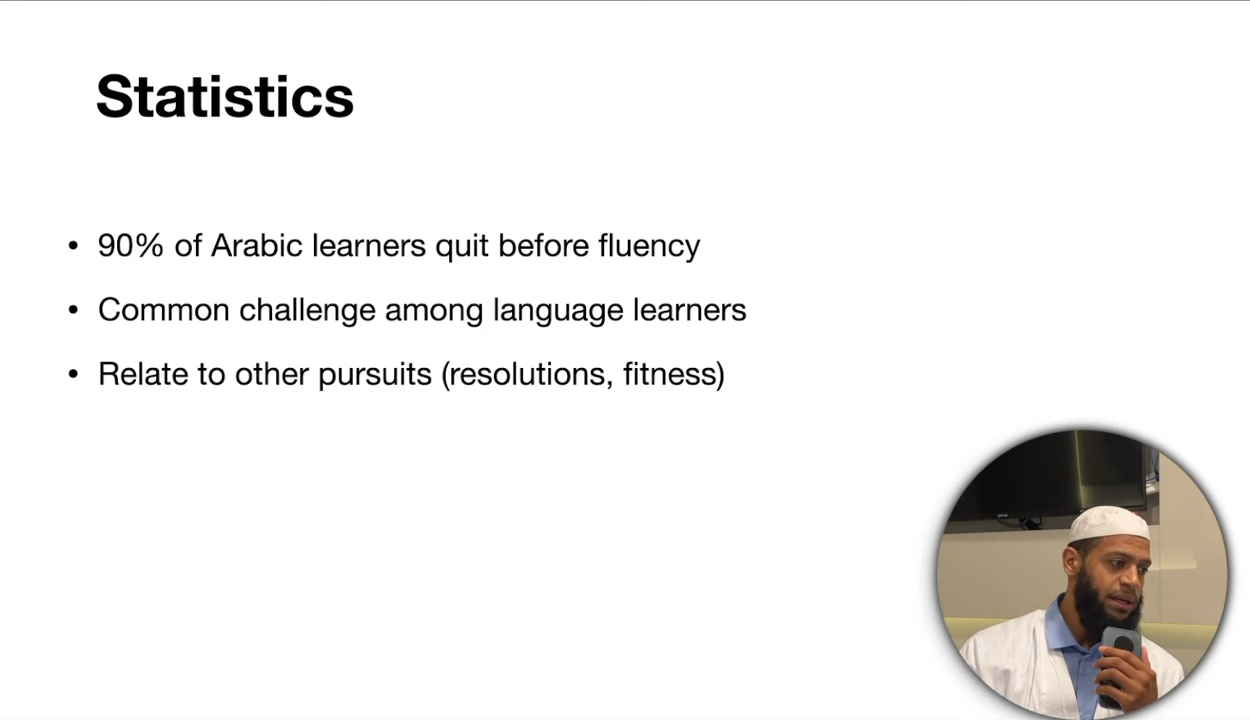 Statistics
• 90% of Arabic learners quit before fluency
• Common challenge among language learners
• Relate to other pursuits (resolutions, fitness)